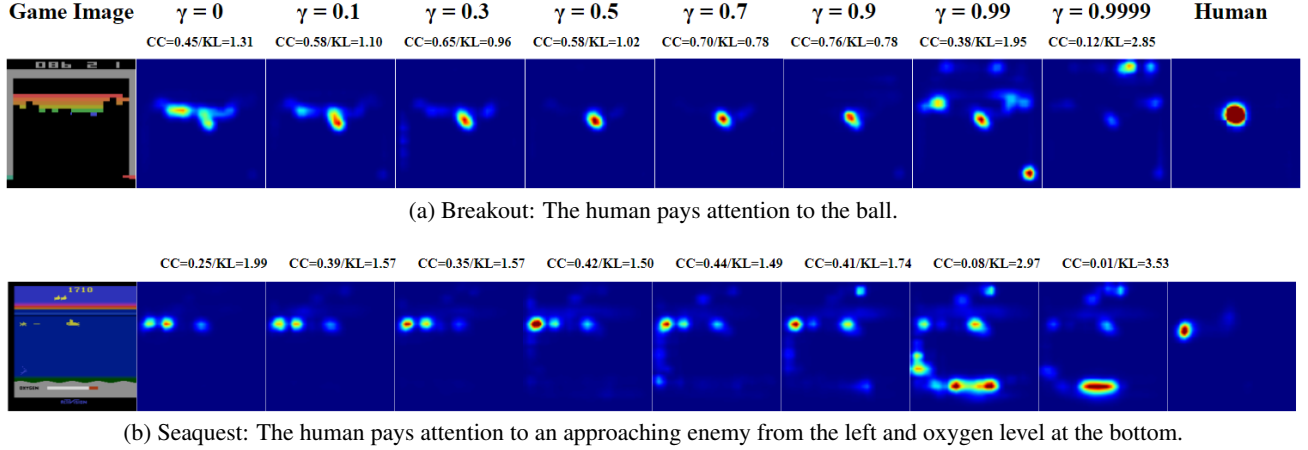 Game Image γ = 0 γ = 0.1 γ = 0.3 γ = 0.5 γ = 0.7 γ = 0.9 γ = 0.99 γ = 0.9999 Human
CC=0.45/KL=1.31 CC=0.58/KL=1.10 CC=0.65/KL=0.96 CC=0.58/KL=1.02 CC=0.70/KL=0.78 CC=0.76/KL=0.78 CC=0.38/KL=1.95 CC=0.12/KL=2.85
086 2 1
(a) Breakout: The human pays attention to the ball.
CC=0.25/KL=1.99 CC=0.39/KL=1.57 CC=0.35/KL=1.57 CC=0.42/KL=1.50 CC=0.44/KL=1.49 CC=0.41/KL=1.74 CC=0.08/KL=2.97 CC=0.01/KL=3.53
1710
OXYGEN
(b) Seaquest: The human pays attention to an approaching enemy from the left and oxygen level at the bottom.